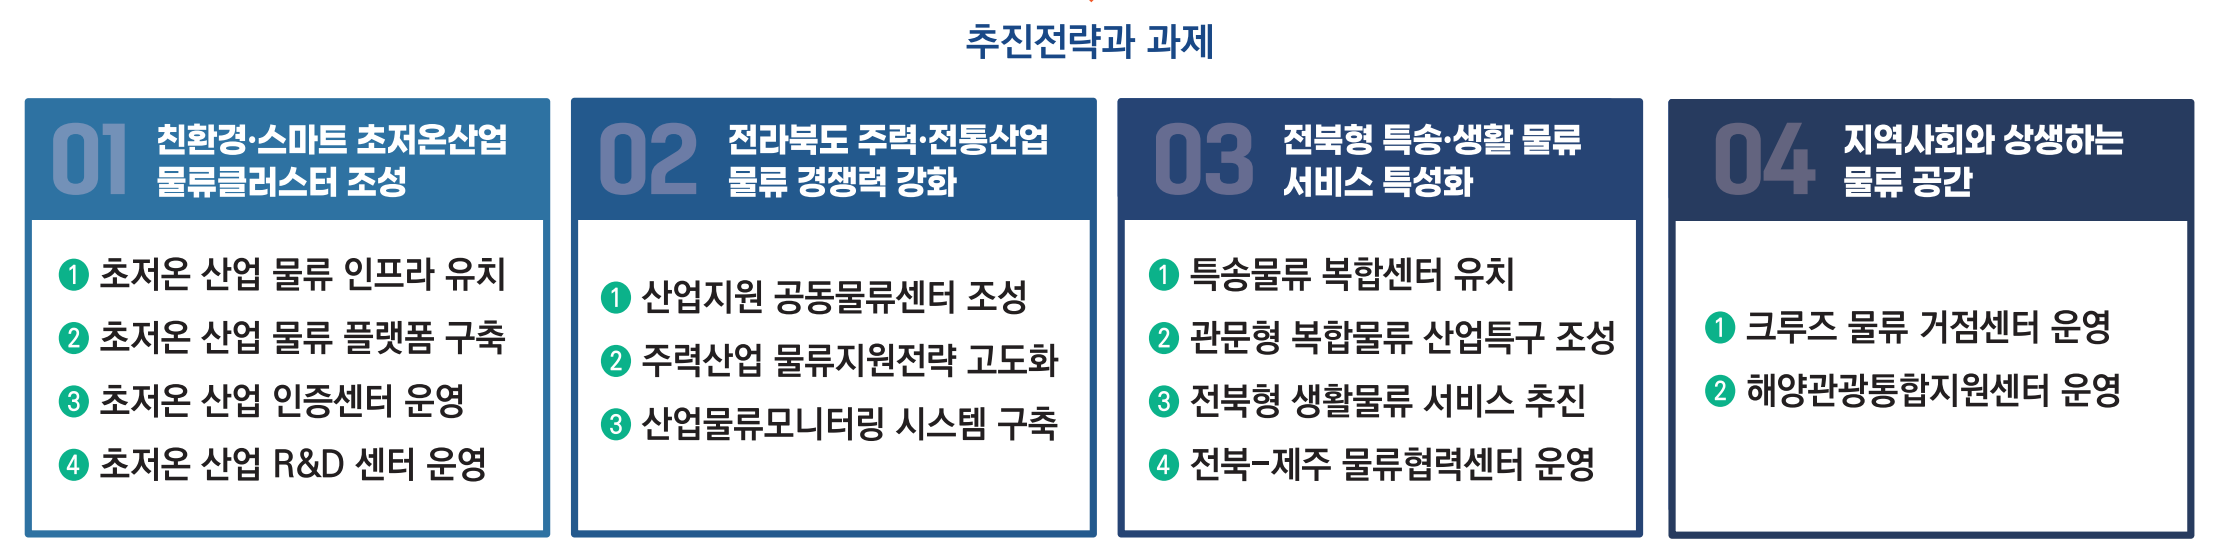 추진전략과 과제
01
친환경·스마트 초저온산업
물류클러스터 조성
1 초저온 산업 물류 인프라 유치
2 초저온 산업 물류 플랫폼 구축
3 초저온 산업 인증센터 운영
4 초저온 산업 R&D 센터 운영
02
전라북도 주력·전통산업
물류 경쟁력 강화
1 산업지원 공동물류센터 조성
2 주력산업 물류지원전략 고도화
3 산업물류모니터링 시스템 구축
03
전북형 특송·생활 물류
서비스 특성화
1 특송물류 복합센터 유치
2 관문형 복합물류 산업특구 조성
3 전북형 생활물류 서비스 추진
4 전북-제주 물류협력센터 운영
04
지역사회와 상생하는
물류 공간
1 크루즈 물류 거점센터 운영
2 해양관광통합지원센터 운영